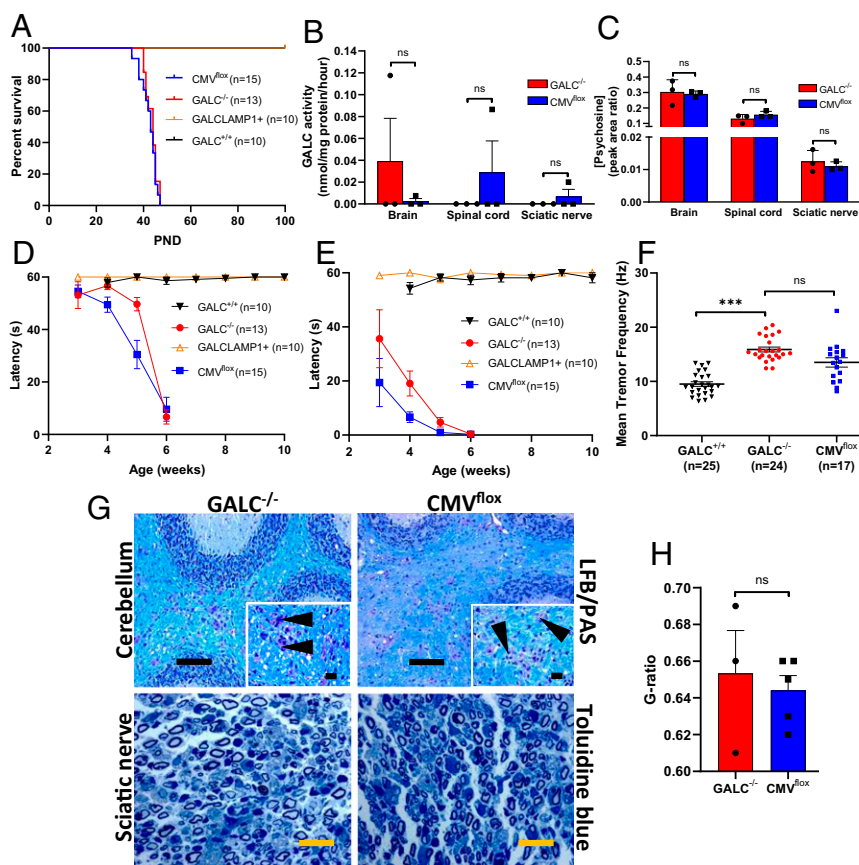 A
Percent survival
100
50
0
0
20
40
60
80
100
PND
CMV^flox (n=15)
GALC^-/- (n=13)
GALCLAMP1+ (n=10)
GALC^+/+ (n=10)
B
GALC activity
(nmol/mg protein/hour)
0.14
0.12
0.10
0.08
0.06
0.04
0.02
0.00
ns
ns
ns
GALC^-/-
CMV^flox
Brain
Spinal cord
Sciatic nerve
C
[Psychosine]
(peak area ratio)
0.4
0.3
0.2
0.1
0.01
0.00
ns
ns
ns
GALC^-/-
CMV^flox
Brain
Spinal cord
Sciatic nerve
D
Latency (s)
60
40
20
0
2
4
6
8
10
Age (weeks)
GALC^+/+ (n=10)
GALC^-/- (n=13)
GALCLAMP1+ (n=10)
CMV^flox (n=15)
E
Latency (s)
60
40
20
0
2
4
6
8
10
Age (weeks)
GALC^+/+ (n=10)
GALC^-/- (n=13)
GALCLAMP1+ (n=10)
CMV^flox (n=15)
F
Mean Tremor Frequency (Hz)
30
20
10
0
***
ns
GALC^+/+
(n=25)
GALC^-/-
(n=24)
CMV^flox
(n=17)
G
GALC^-/-
CMV^flox
Cerebellum
LFB/PAS
Sciatic nerve
Toluidine blue
H
G-ratio
0.70
0.68
0.66
0.64
0.62
0.60
ns
GALC^-/-
CMV^flox